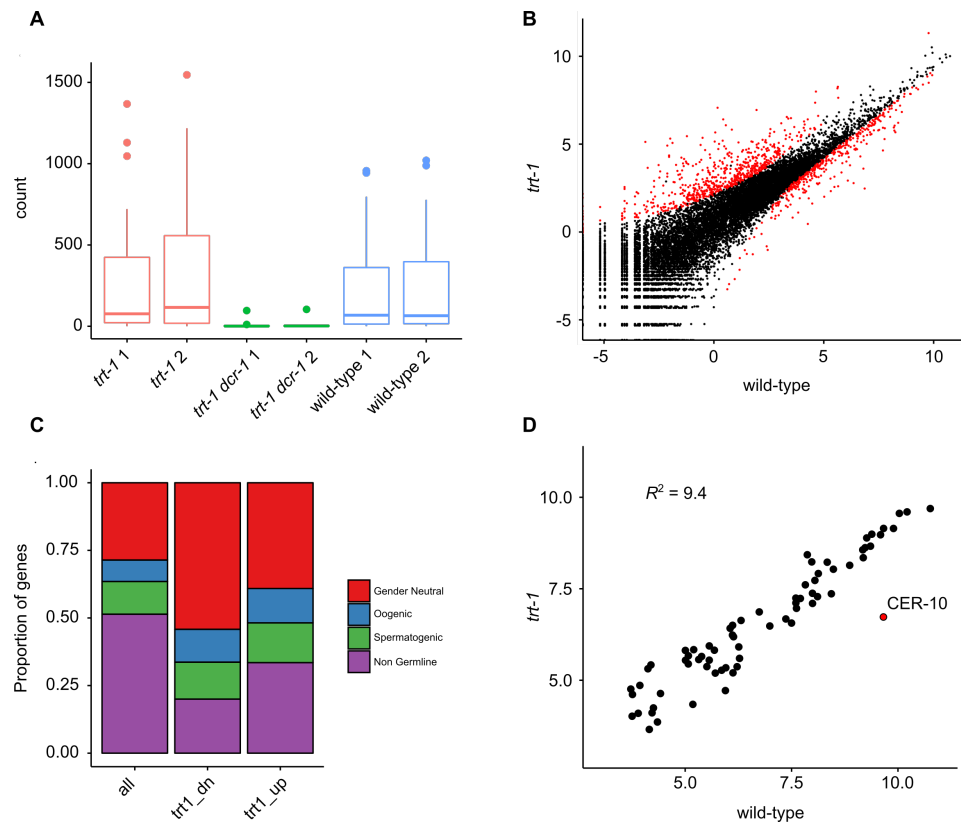 A
count
1500
1000
500
0
trt-1 1
trt-1 2
trt-1 dcr-1 1
trt-1 dcr-1 2
wild-type 1
wild-type 2
B
trt-1
10
5
0
-5
-5
0
5
10
wild-type
C
Proportion of genes
1.00
0.75
0.50
0.25
0.00
all
trt1_dn
trt1_up
Gender Neutral
Oogenic
Spermatogenic
Non Germline
D
R² = 9.4
trt-1
10.0
7.5
5.0
CER-10
5.0
7.5
10.0
wild-type